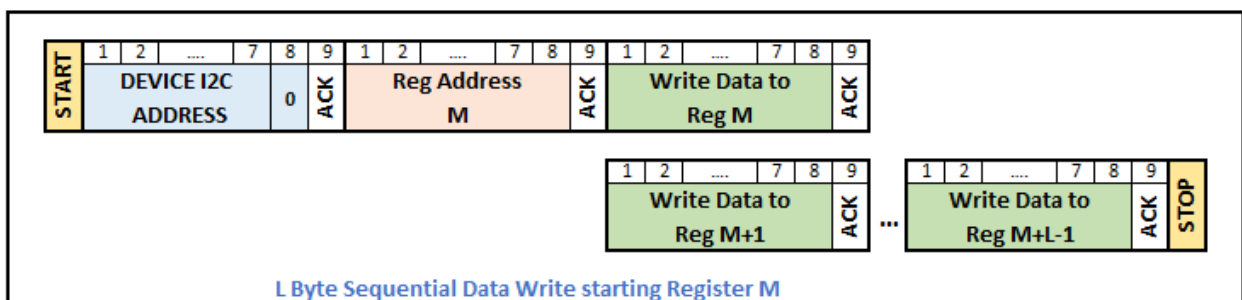 START
1 2 .... 7 8 9 1 2 .... 7 8 9 1 2 .... 7 8 9
DEVICE I2C
ADDRESS
0
ACK
Reg Address
M
ACK
Write Data to
Reg M
ACK
1 2 .... 7 8 9 1 2 .... 7 8 9
Write Data to
Reg M+1
ACK
...
Write Data to
Reg M+L-1
ACK
STOP
L Byte Sequential Data Write starting Register M